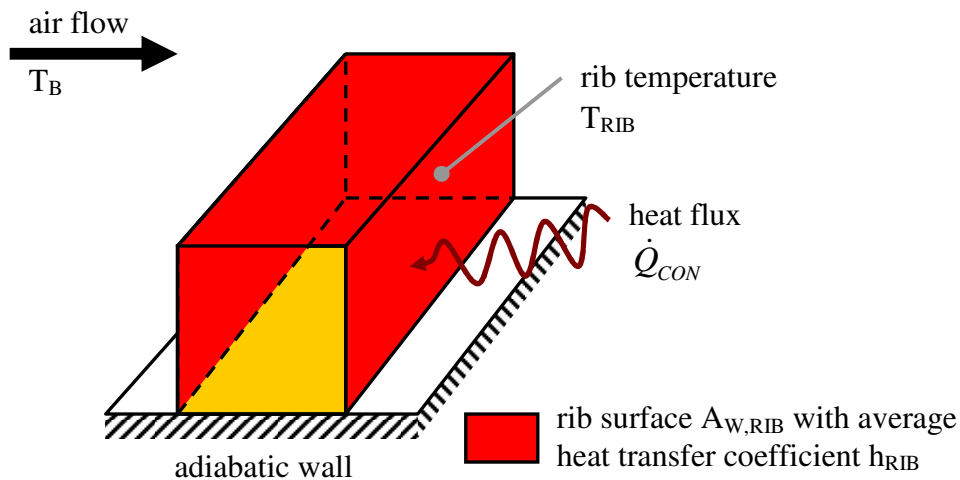 air flow
T_B
rib temperature
T_RIB
heat flux
Q̇_CON
rib surface A_W,RIB with average
heat transfer coefficient h_RIB
adiabatic wall